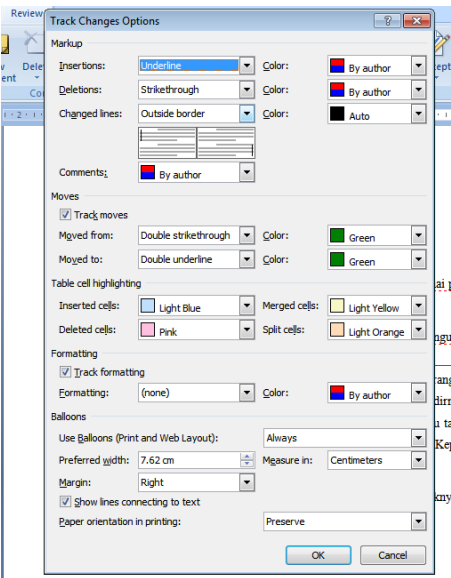 Review
Track Changes Options
Markup
Insertions: Underline Color: By author
Deletions: Strikethrough Color: By author
Changed lines: Outside border Color: Auto
Comments: By author
Moves
Track moves
Moved from: Double strikethrough Color: Green
Moved to: Double underline Color: Green
Table cell highlighting
Inserted cells: Light Blue Merged cells: Light Yellow
Deleted cells: Pink Split cells: Light Orange
Formatting
Track formatting
Formatting: (none) Color: By author
Balloons
Use Balloons (Print and Web Layout): Always
Preferred width: 7.62 cm Measure in: Centimeters
Margin: Right
Show lines connecting to text
Paper orientation in printing: Preserve
OK Cancel